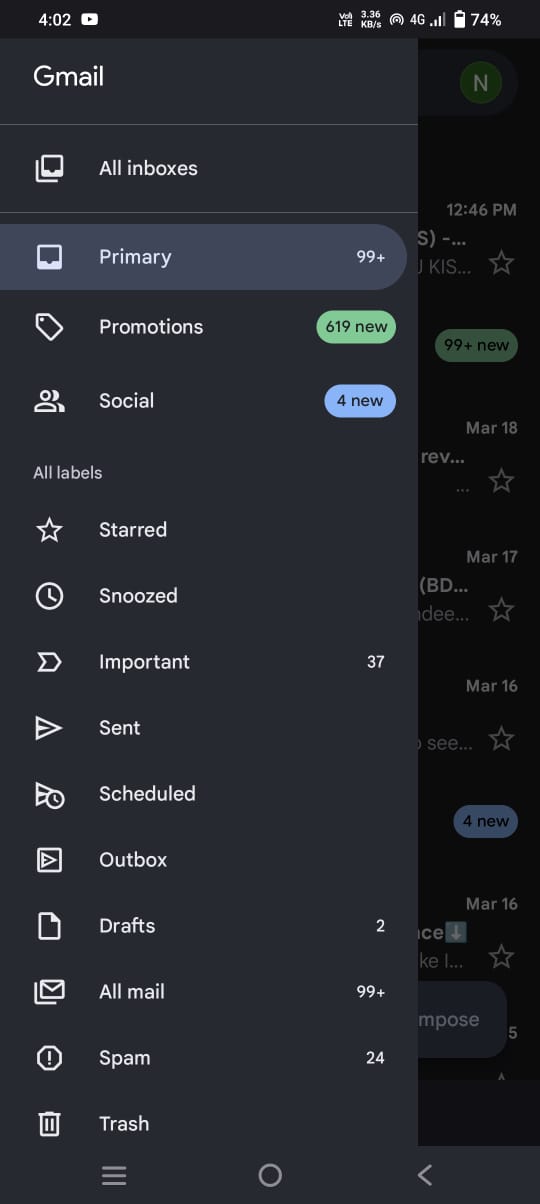 4:02 Vo) LTE 3.36 KB/s 4G 74%
Gmail
N
All inboxes
12:46 PM
S) -...
Primary 99+
J KIS...
Promotions 619 new
99+ new
Social 4 new
Mar 18
rev...
...
All labels
Starred
Mar 17
(BD...
Snoozed
ndee...
Important 37
Mar 16
Sent
see...
Scheduled
4 new
Outbox
Mar 16
Drafts 2
ce⬇️
ke I...
All mail 99+
mpose
5
Spam 24
Trash